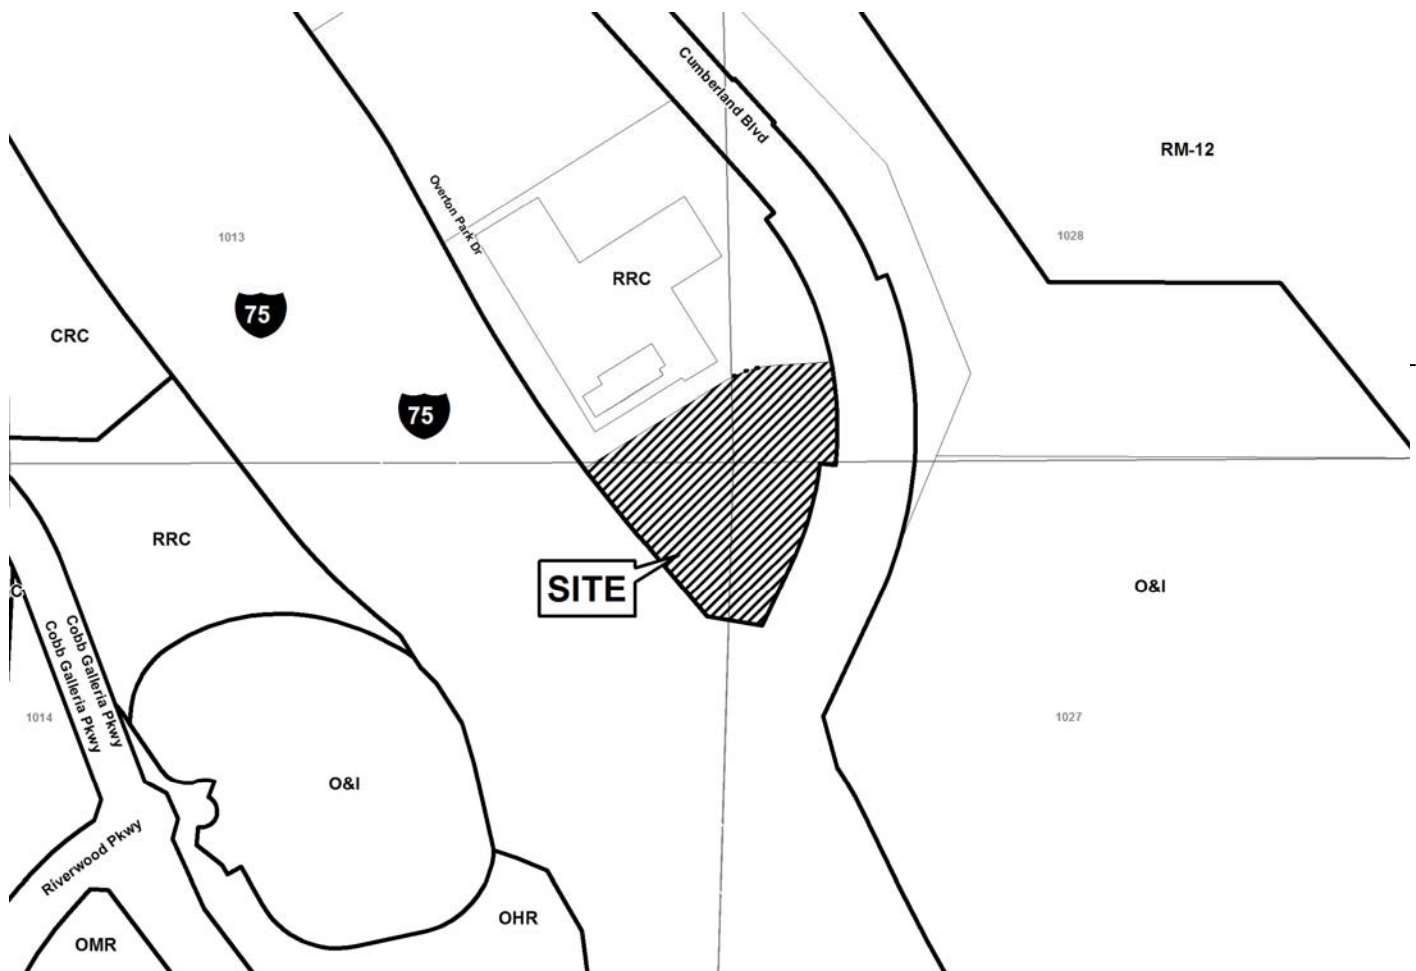 Cumberland Blvd
RM-12
Overton Park Dr
1013
1028
RRC
75
CRC
75
RRC
SITE
C
O&I
Cobb Galleria Pkwy
Cobb Galleria Pkwy
1014
1027
O&I
Riverwood Pkwy
OHR
OMR